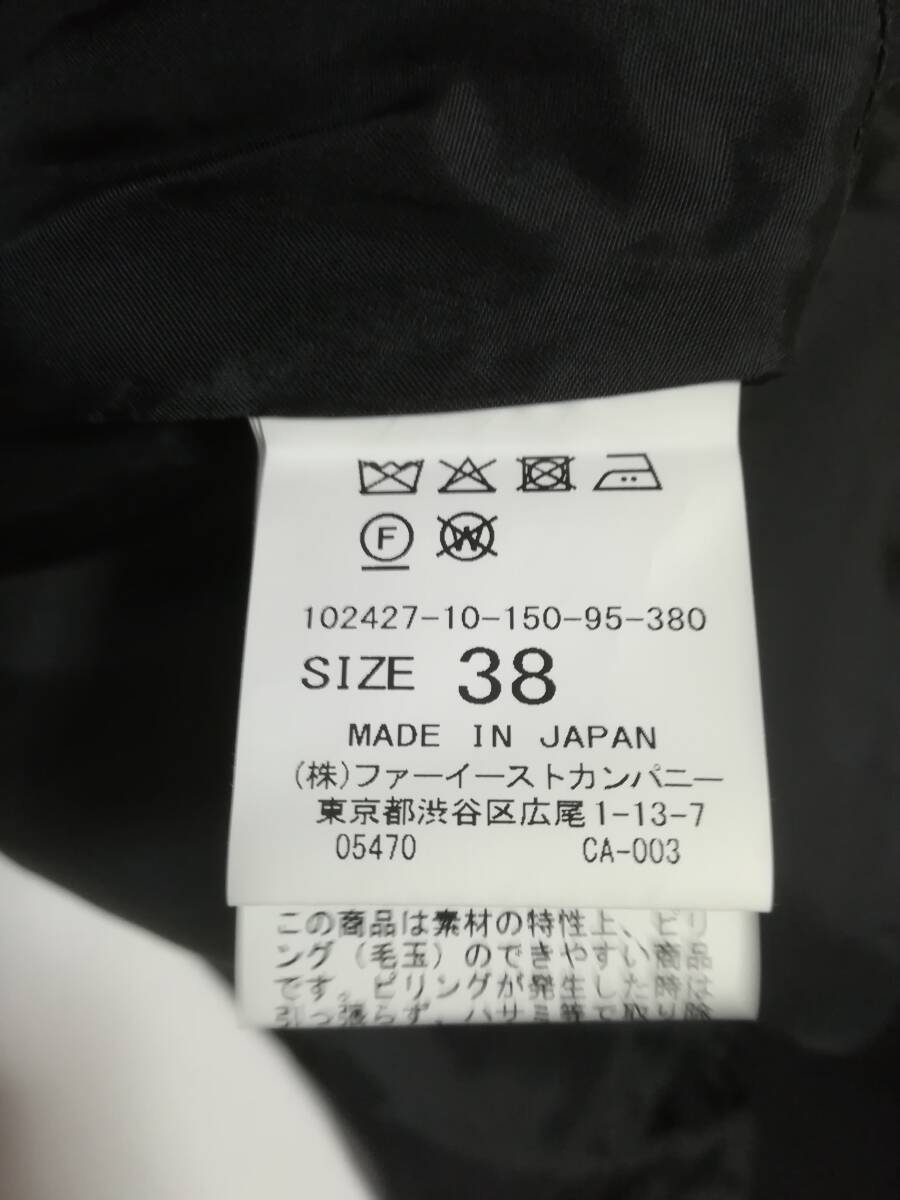 F W
102427-10-150-95-380
SIZE 38
MADE IN JAPAN
(株)ファーイーストカンパニー
東京都渋谷区広尾1-13-7
05470 CA-003
この商品は素材の特性上、ピリ
ング(毛玉)のできやすい商品
です。ピリングが発生した時は
引っ張らず、ハサミ等で取り除